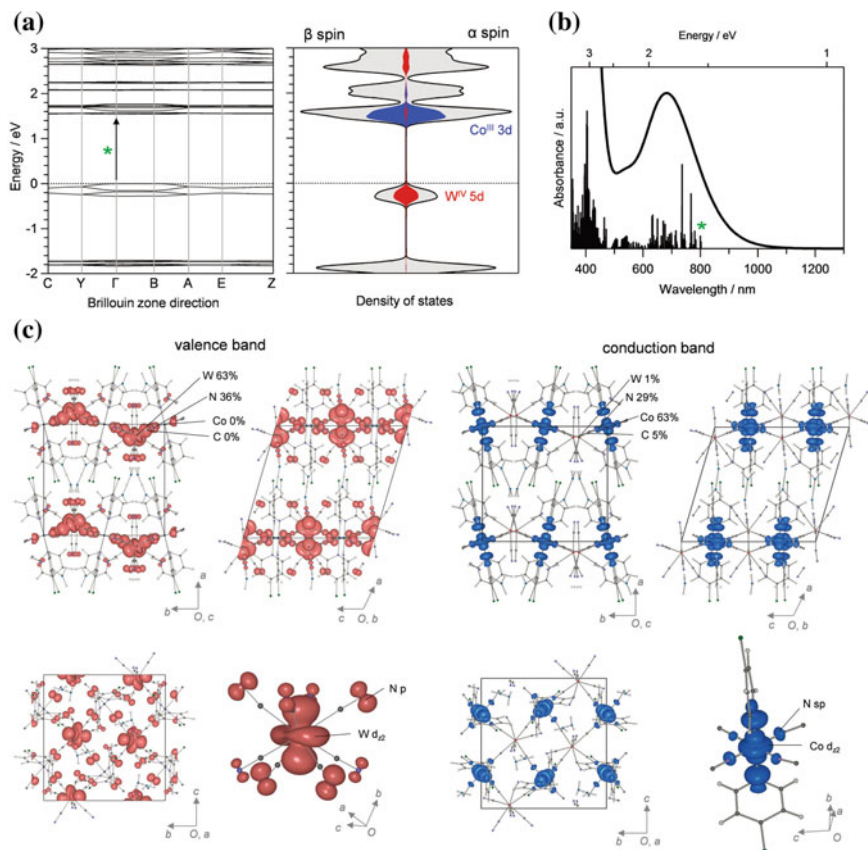 (a)
β spin
α spin
3
2
1
0
-1
-2
Energy / eV
*
Co^III 3d
W^IV 5d
C Y Γ B A E Z
Brillouin zone direction
Density of states
(b)
Energy / eV
3 2 1
Absorbance / a.u.
*
400 600 800 1000 1200
Wavelength / nm
(c)
valence band
W 63%
N 36%
Co 0%
C 0%
a
b
O, c
a
c
O, b
conduction band
W 1%
N 29%
Co 63%
C 5%
a
b
O, c
a
c
O, b
c
b
O, a
N p
W d_z2
a
b
c
O
c
b
O, a
N sp
Co d_z2
b
a
c
O